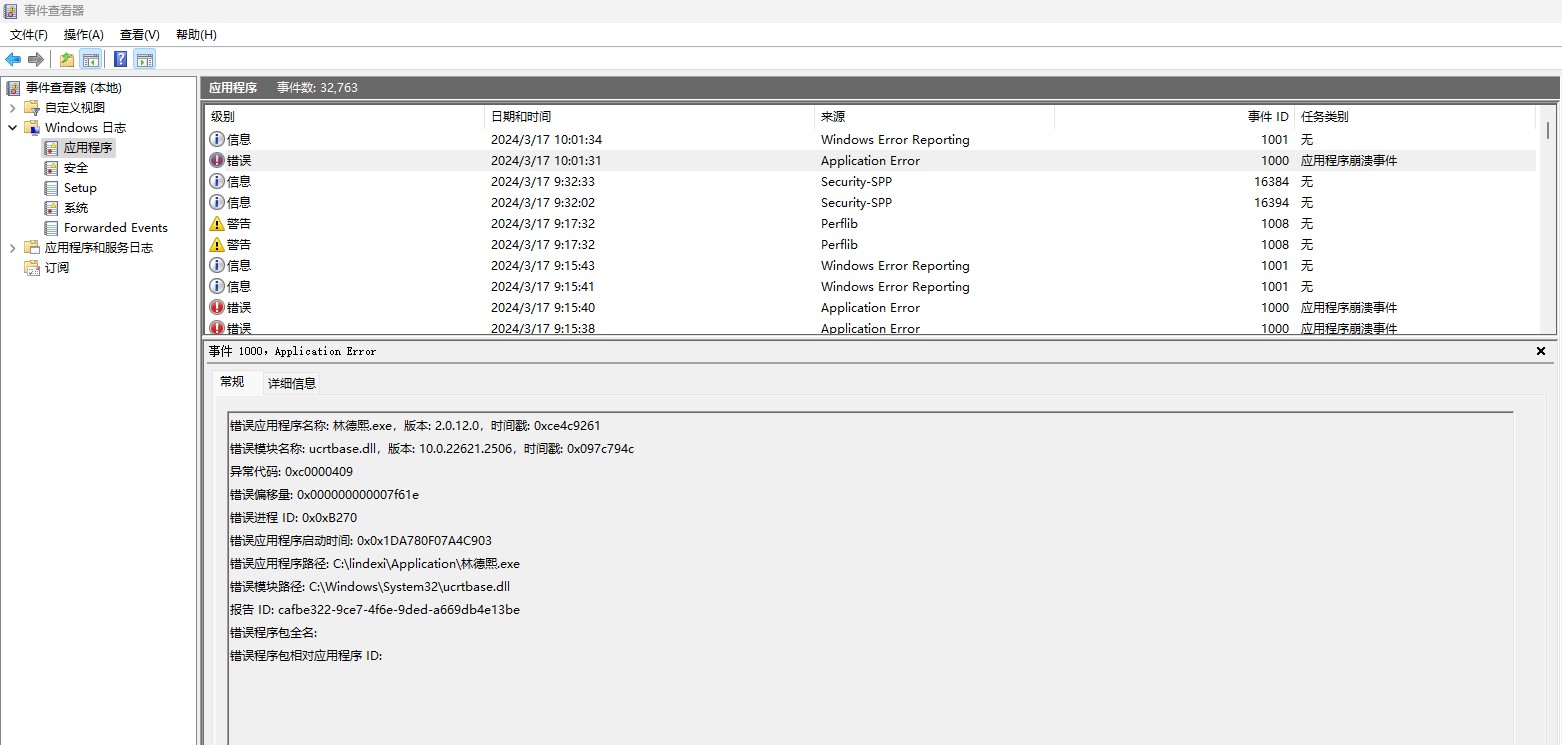 事件查看器
文件(F) 操作(A) 查看(V) 帮助(H)
事件查看器 (本地)
自定义视图
Windows 日志
应用程序
安全
Setup
系统
Forwarded Events
应用程序和服务日志
订阅
应用程序 事件数: 32,763
级别 日期和时间 来源 事件 ID 任务类别
信息 2024/3/17 10:01:34 Windows Error Reporting 1001 无
错误 2024/3/17 10:01:31 Application Error 1000 应用程序崩溃事件
信息 2024/3/17 9:32:33 Security-SPP 16384 无
信息 2024/3/17 9:32:02 Security-SPP 16394 无
警告 2024/3/17 9:17:32 Perflib 1008 无
警告 2024/3/17 9:17:32 Perflib 1008 无
信息 2024/3/17 9:15:43 Windows Error Reporting 1001 无
信息 2024/3/17 9:15:41 Windows Error Reporting 1001 无
错误 2024/3/17 9:15:40 Application Error 1000 应用程序崩溃事件
错误 2024/3/17 9:15:38 Application Error 1000 应用程序崩溃事件
事件 1000，Application Error
常规 详细信息
错误应用程序名称: 林德熙.exe，版本: 2.0.12.0，时间戳: 0xce4c9261
错误模块名称: ucrtbase.dll，版本: 10.0.22621.2506，时间戳: 0x097c794c
异常代码: 0xc0000409
错误偏移量: 0x000000000007f61e
错误进程 ID: 0x0xB270
错误应用程序启动时间: 0x0x1DA780F07A4C903
错误应用程序路径: C:\lindexi\Application\林德熙.exe
错误模块路径: C:\Windows\System32\ucrtbase.dll
报告 ID: cafbe322-9ce7-4f6e-9ded-a669db4e13be
错误程序包全名:
错误程序包相对应用程序 ID: